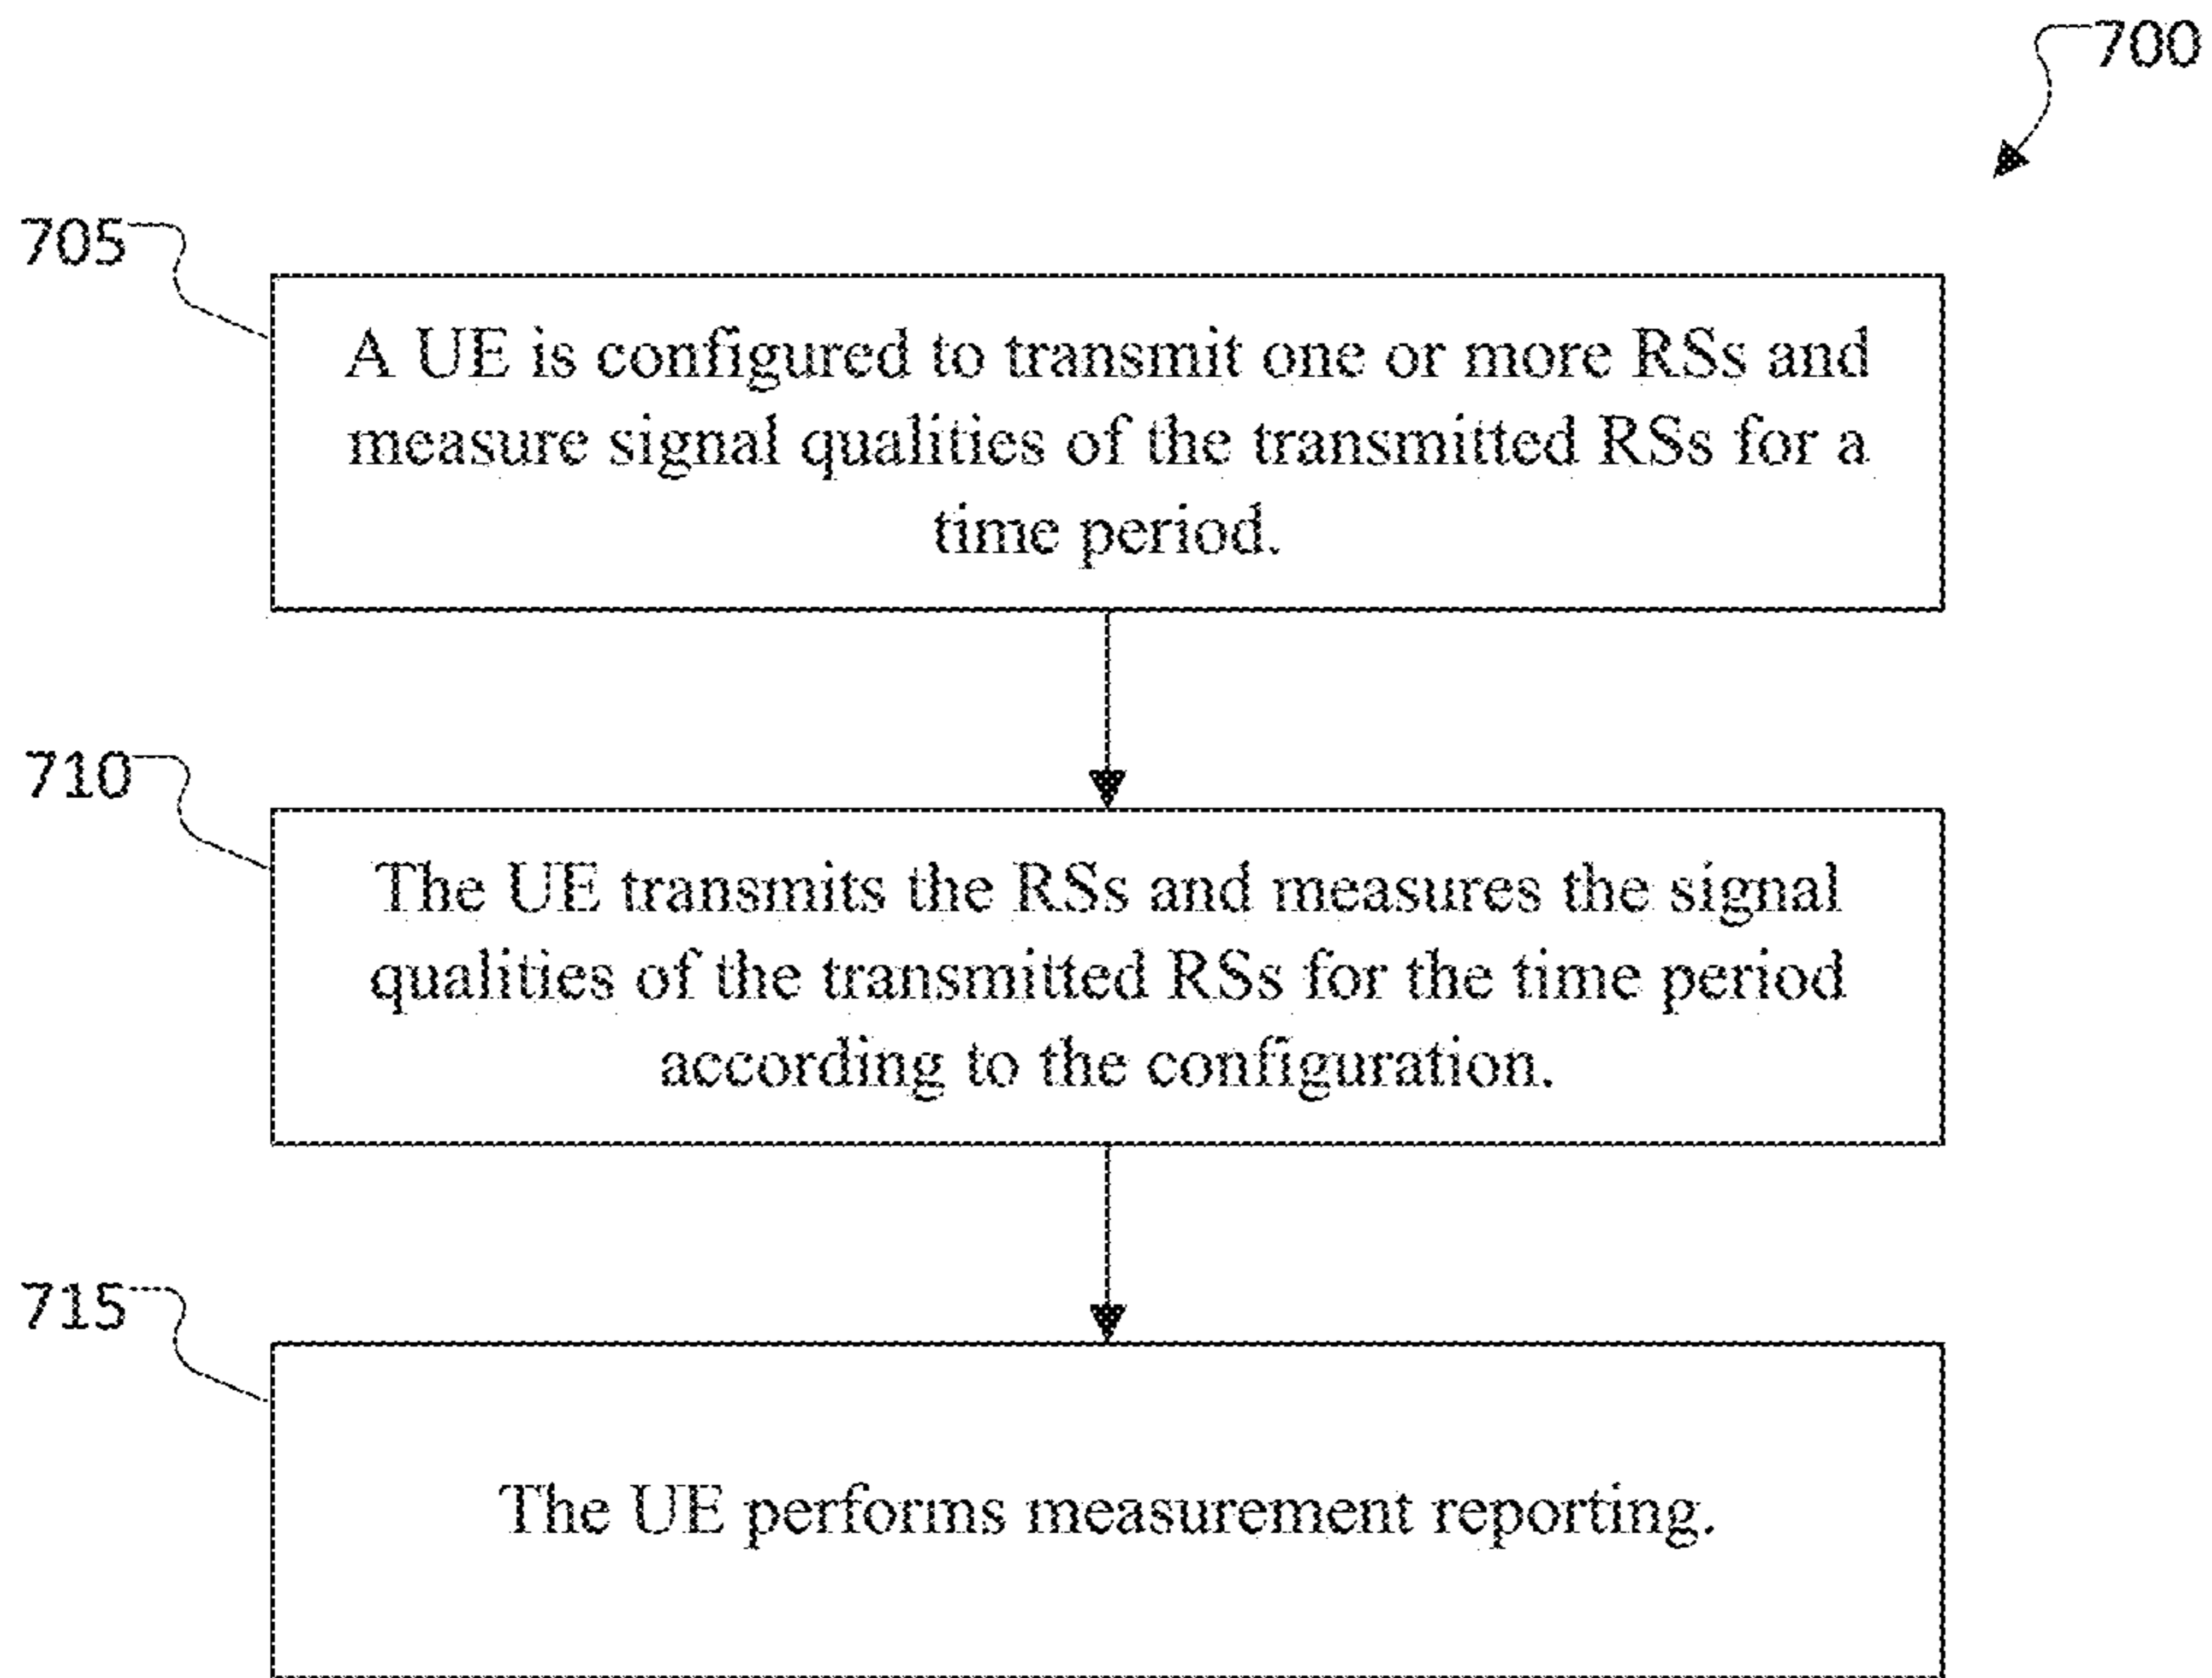 700
705
A UE is configured to transmit one or more RSs and
measure signal qualities of the transmitted RSs for a
time period.
710
The UE transmits the RSs and measures the signal
qualities of the transmitted RSs for the time period
according to the configuration.
715
The UE performs measurement reporting.